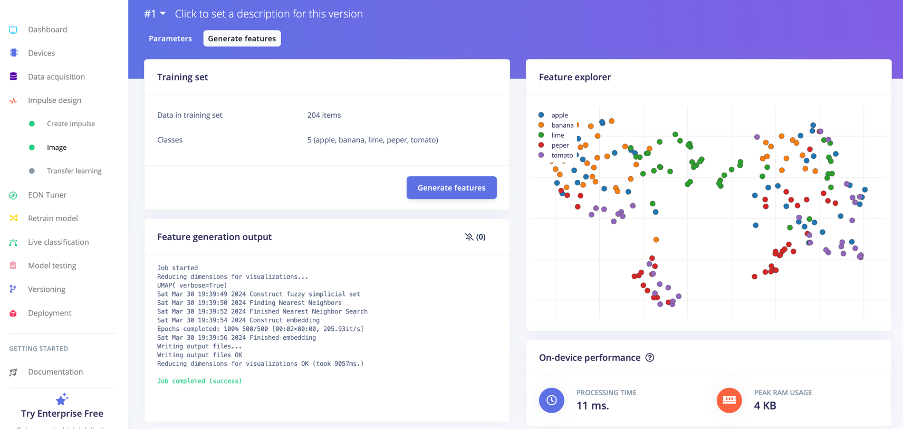 #1 Click to set a description for this version
Parameters Generate features
Dashboard
Devices
Data acquisition
Impulse design
Create impulse
Image
Transfer learning
EON Tuner
Retrain model
Live classification
Model testing
Versioning
Deployment
GETTING STARTED
Documentation
Try Enterprise Free
Training set
Data in training set 204 items
Classes 5 (apple, banana, lime, peper, tomato)
Generate features
Feature generation output (0)
Job started
Reducing dimensions for visualizations...
UMAP( verbose=True)
Sat Mar 30 19:39:49 2024 Construct fuzzy simplicial set
Sat Mar 30 19:39:50 2024 Finding Nearest Neighbors
Sat Mar 30 19:39:52 2024 Finished Nearest Neighbor Search
Sat Mar 30 19:39:54 2024 Construct embedding
Epochs completed: 100% 500/500 [00:02<00:00, 205.93it/s]
Sat Mar 30 19:39:56 2024 Finished embedding
Writing output files...
Writing output files OK
Reducing dimensions for visualizations OK (took 9057ms.)
Job completed (success)
Feature explorer
apple
banana
lime
peper
tomato
On-device performance ?
PROCESSING TIME
11 ms.
PEAK RAM USAGE
4 KB